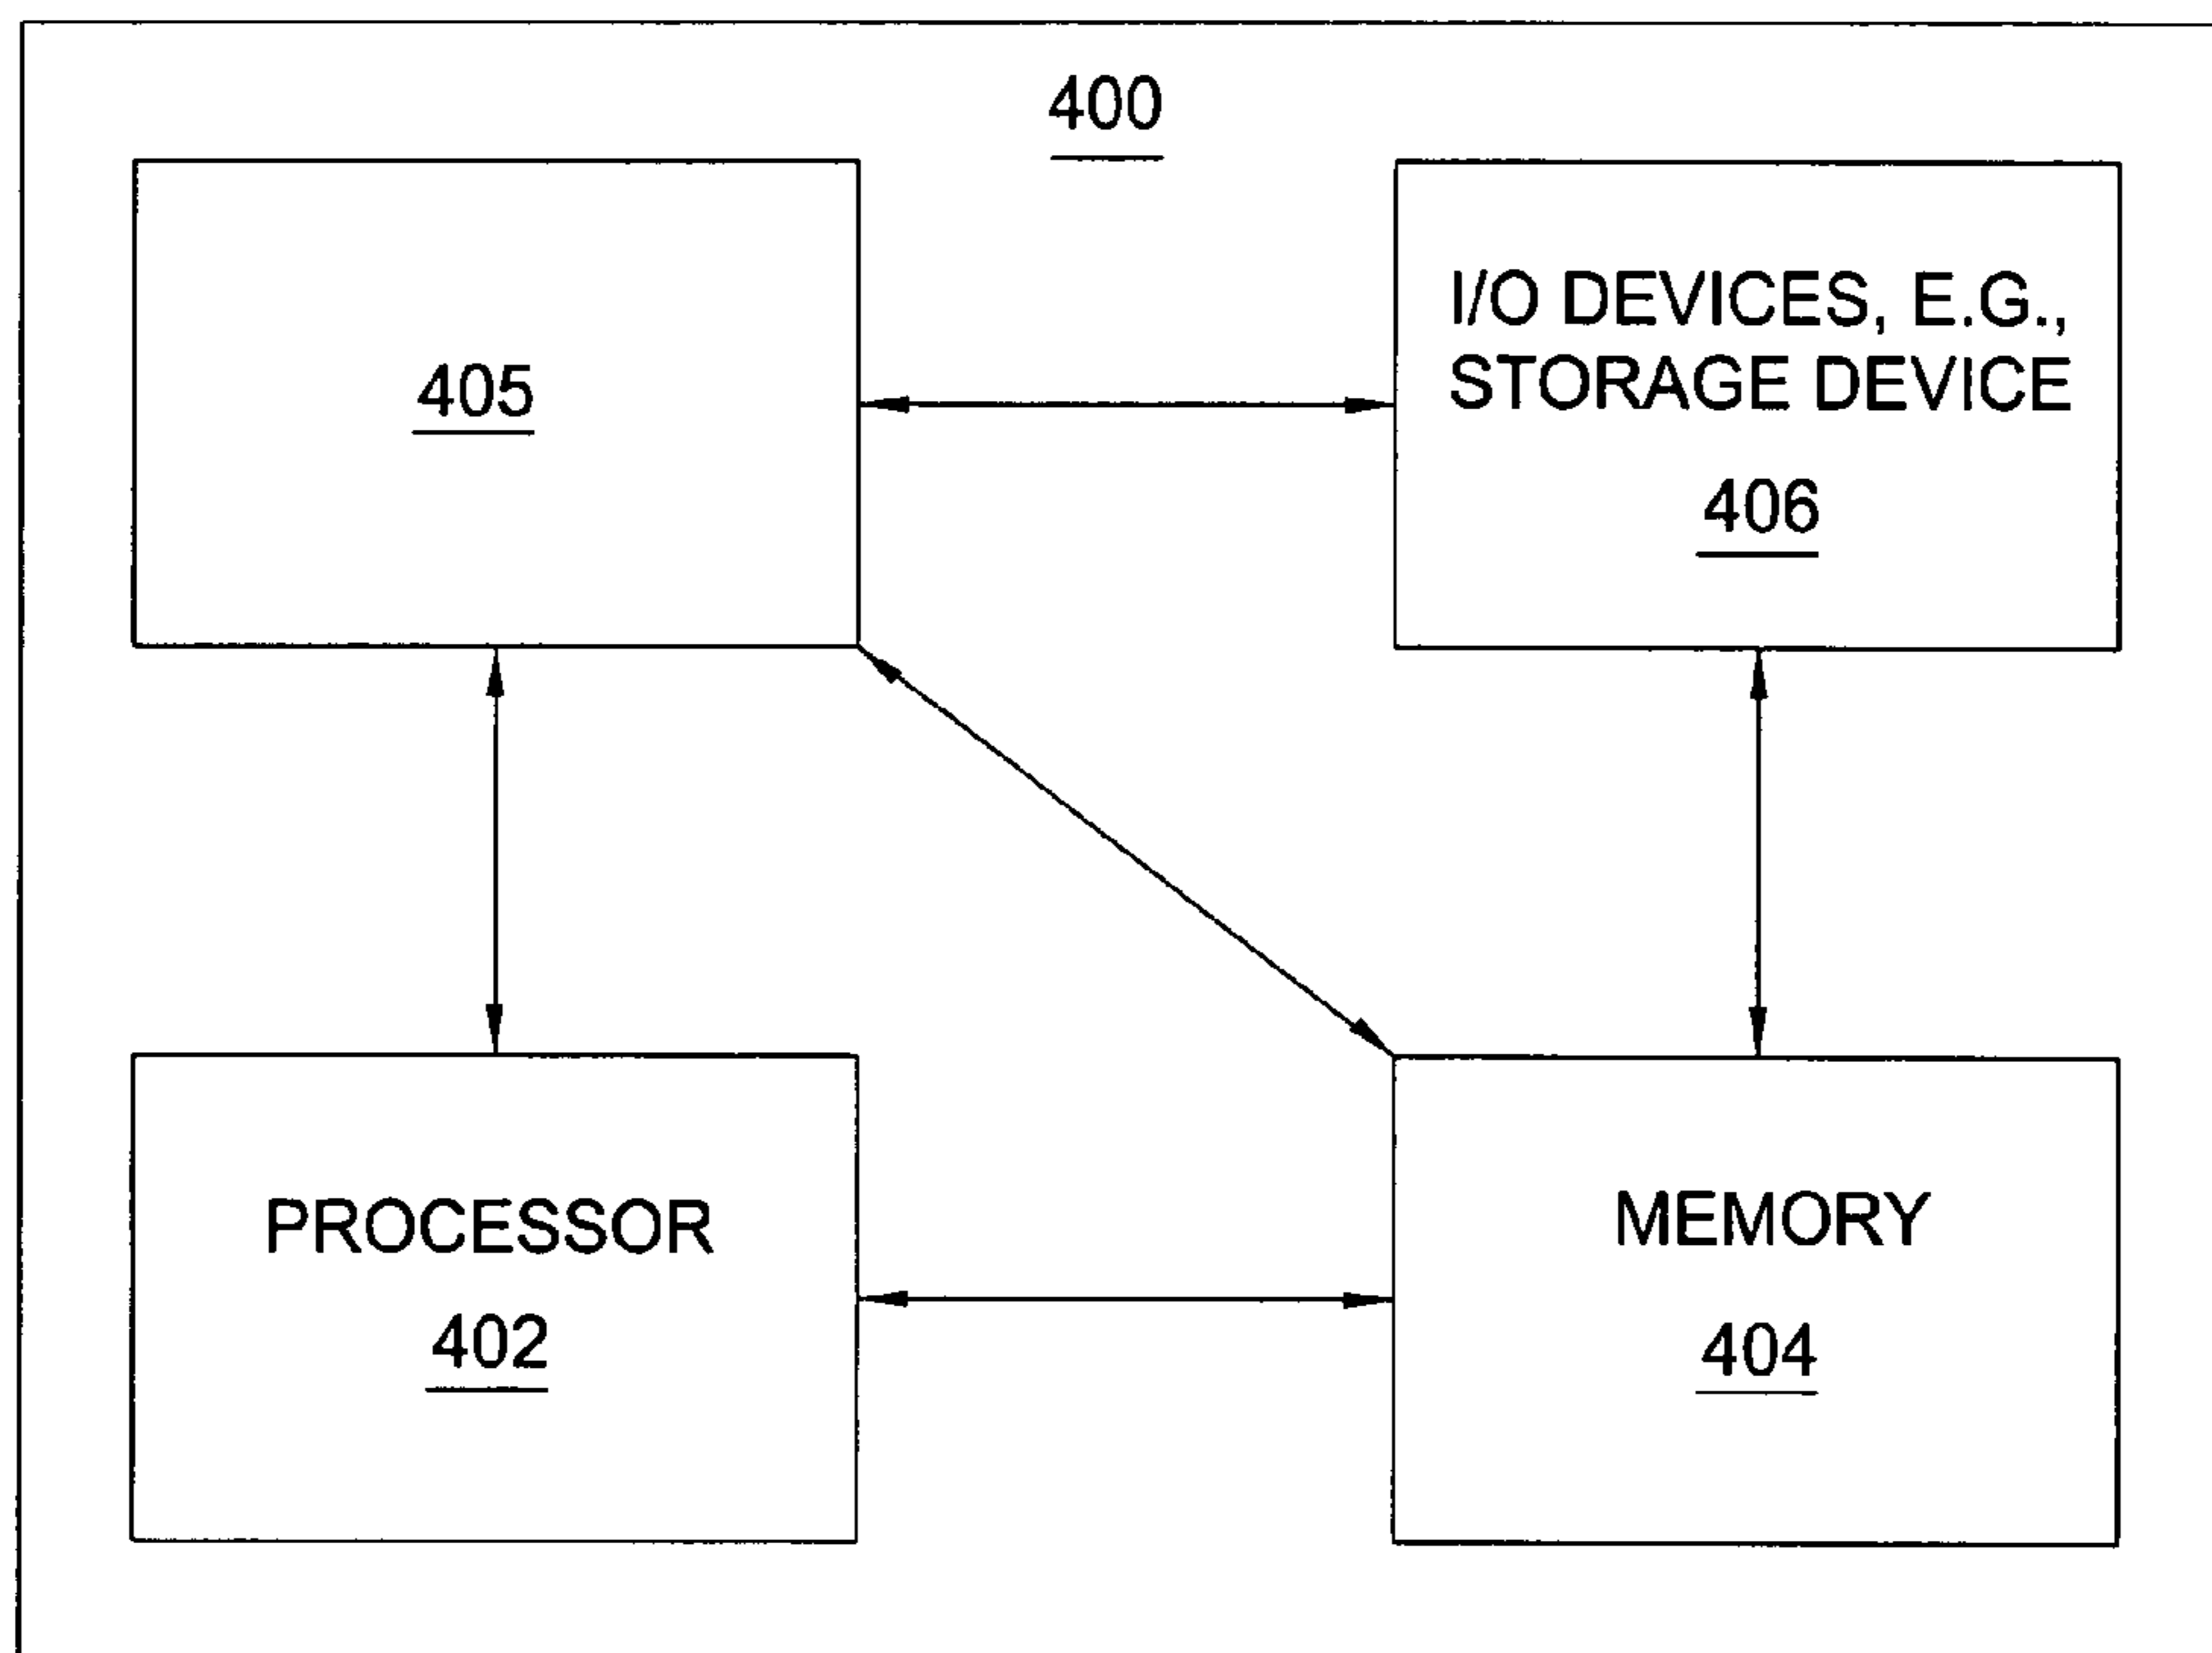 400
405
I/O DEVICES, E.G.,
STORAGE DEVICE
406
PROCESSOR
402
MEMORY
404